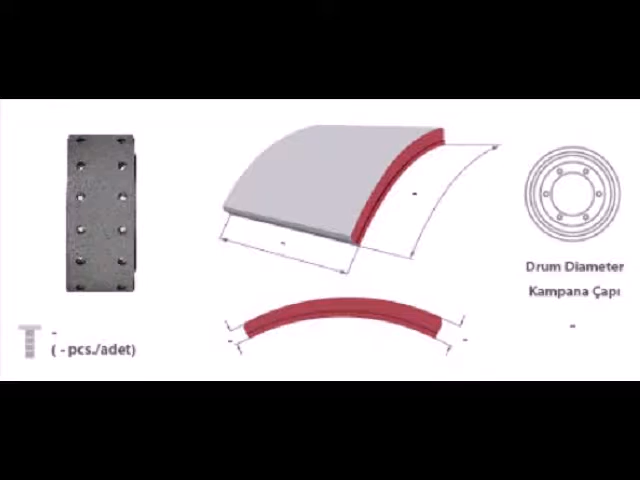 -
-
Drum Diameter
Kampana Çapı
-
-
( - pcs./adet)
-
-